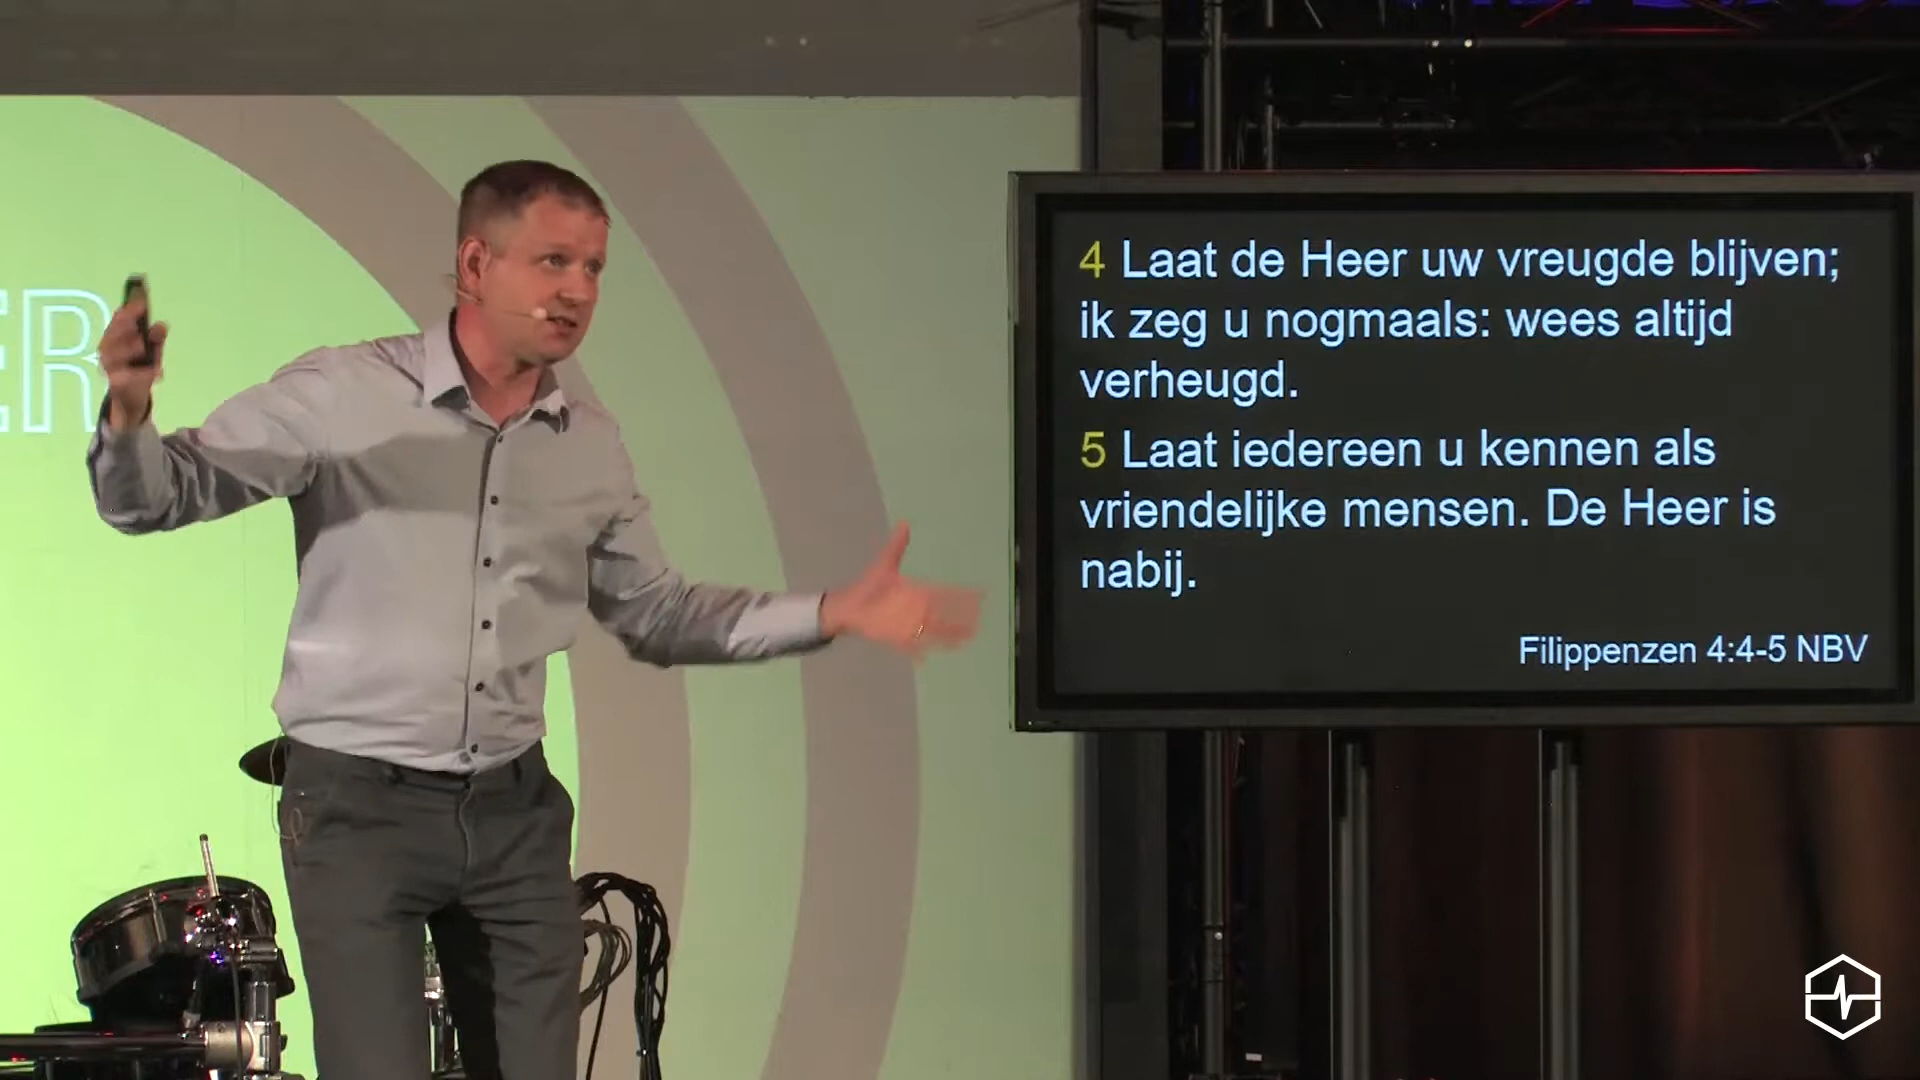 ER
4 Laat de Heer uw vreugde blijven;
ik zeg u nogmaals: wees altijd
verheugd.
5 Laat iedereen u kennen als
vriendelijke mensen. De Heer is
nabij.
Filippenzen 4:4-5 NBV